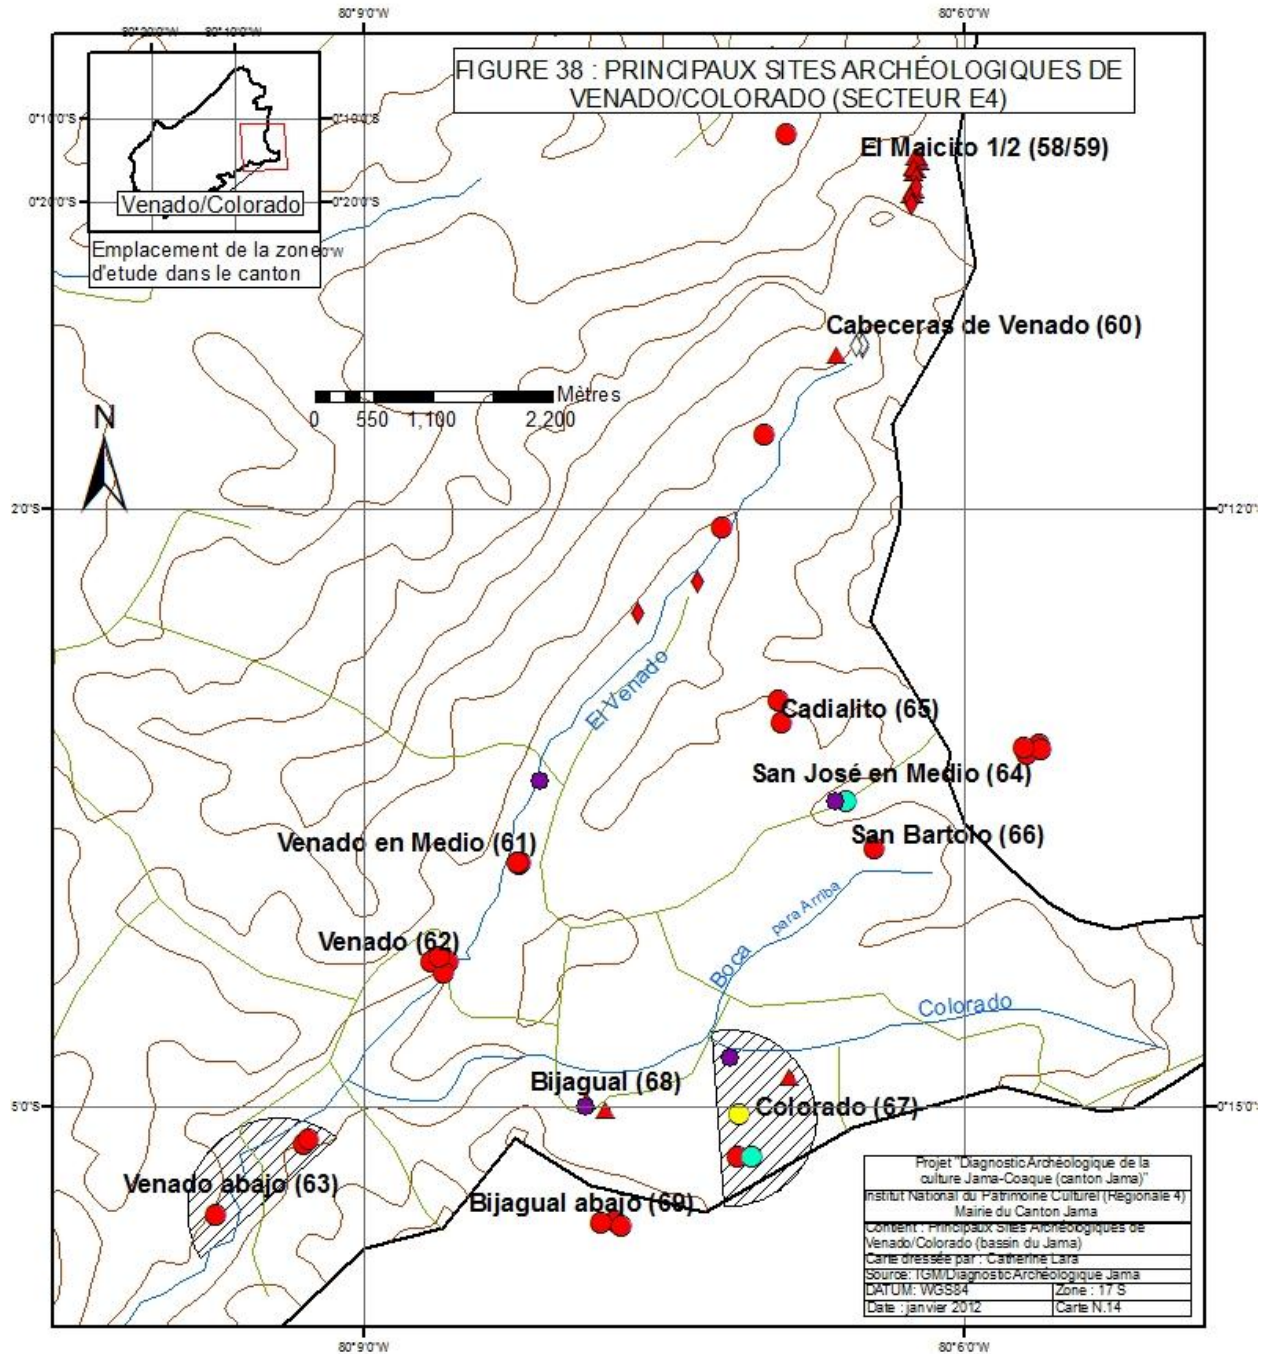 80°9'0"W
80°6'0"W
80°10'0"W
FIGURE 38 : PRINCIPAUX SITES ARCHÉOLOGIQUES DE
VENADO/COLORADO (SECTEUR E4)
0°10'0"S
0°10'0"S
El Maicito 1/2 (58/59)
Venado/Colorado
0°20'0"S
0°20'0"S
Emplacement de la zone
d'etude dans le canton
Cabeceras de Venado (60)
Mètres
0 550 1,100 2,200
N
2'0"S
0°12'0"
El Venado
Cadialito (65)
San José en Medio (64)
San Bartolo (66)
Venado en Medio (61)
para Arriba
Venado (62)
Boca
Colorado
Bijagual (68)
5'0"S
Colorado (67)
0°15'0"
Venado abajo (63)
Bijagual abajo (69)
Projet "Diagnostic Archéologique de la
culture Jama-Coaque (canton Jama)"
Institut National du Patrimoine Culturel (Régionale 4)
Mairie du Canton Jama
Contient : Principaux Sites Archéologiques de
Venado/Colorado (bassin du Jama)
Carte dressée par : Catherine Lara
Source: IGM/Diagnostic Archéologique Jama
DATUM: WGS84
Zone : 17 S
Date : janvier 2012
Carte N.14
80°9'0"W
80°6'0"W